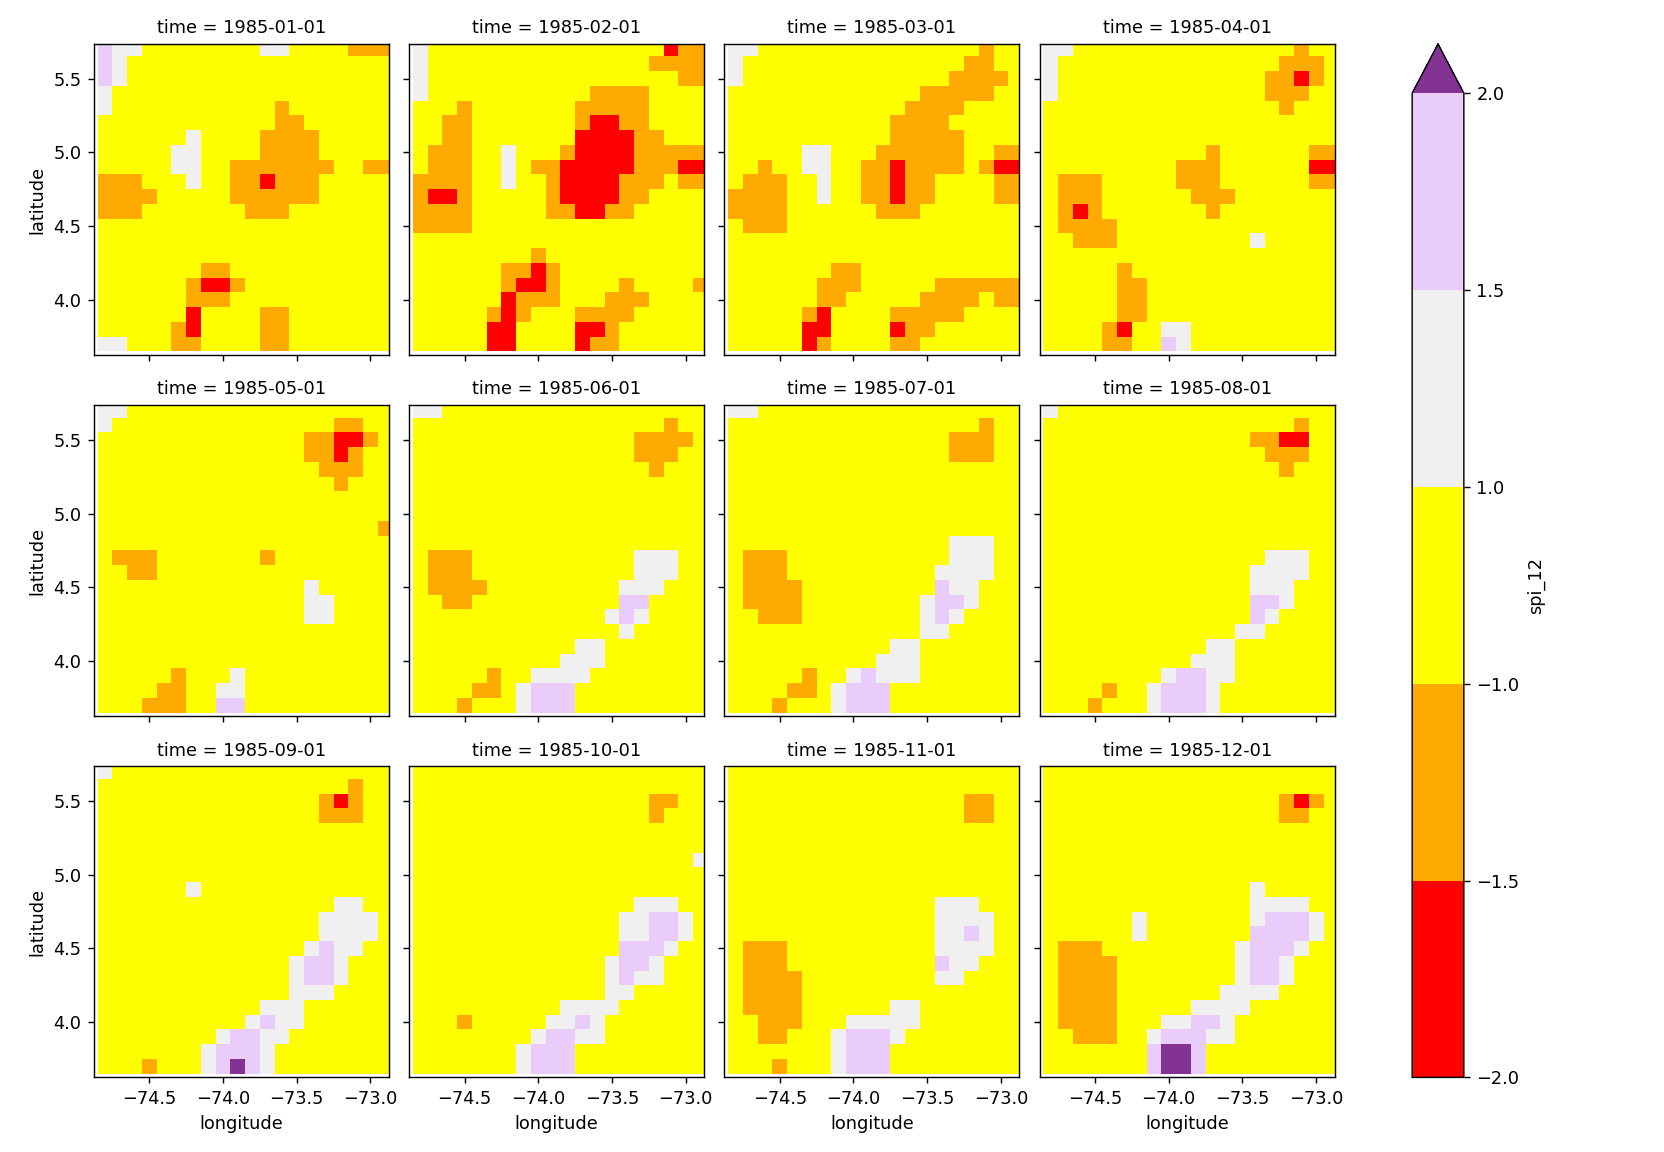 time = 1985-01-01
time = 1985-02-01
time = 1985-03-01
time = 1985-04-01
latitude
5.5
5.0
4.5
4.0
time = 1985-05-01
time = 1985-06-01
time = 1985-07-01
time = 1985-08-01
latitude
5.5
5.0
4.5
4.0
time = 1985-09-01
time = 1985-10-01
time = 1985-11-01
time = 1985-12-01
latitude
5.5
5.0
4.5
4.0
−74.5 −74.0 −73.5 −73.0
longitude
−74.5 −74.0 −73.5 −73.0
longitude
−74.5 −74.0 −73.5 −73.0
longitude
−74.5 −74.0 −73.5 −73.0
longitude
2.0
1.5
1.0
−1.0
−1.5
−2.0
spi_12